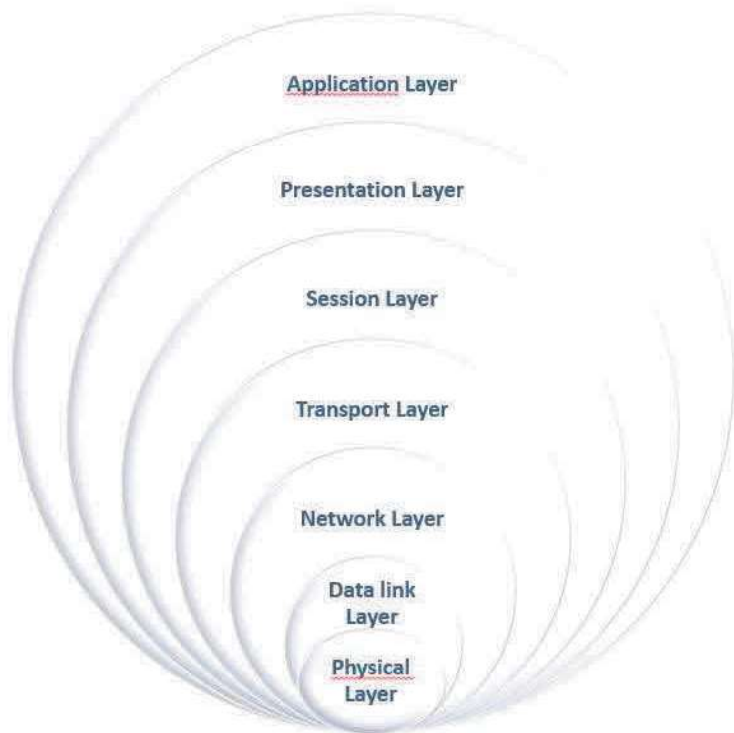 Application Layer
Presentation Layer
Session Layer
Transport Layer
Network Layer
Data link
Layer
Physical
Layer